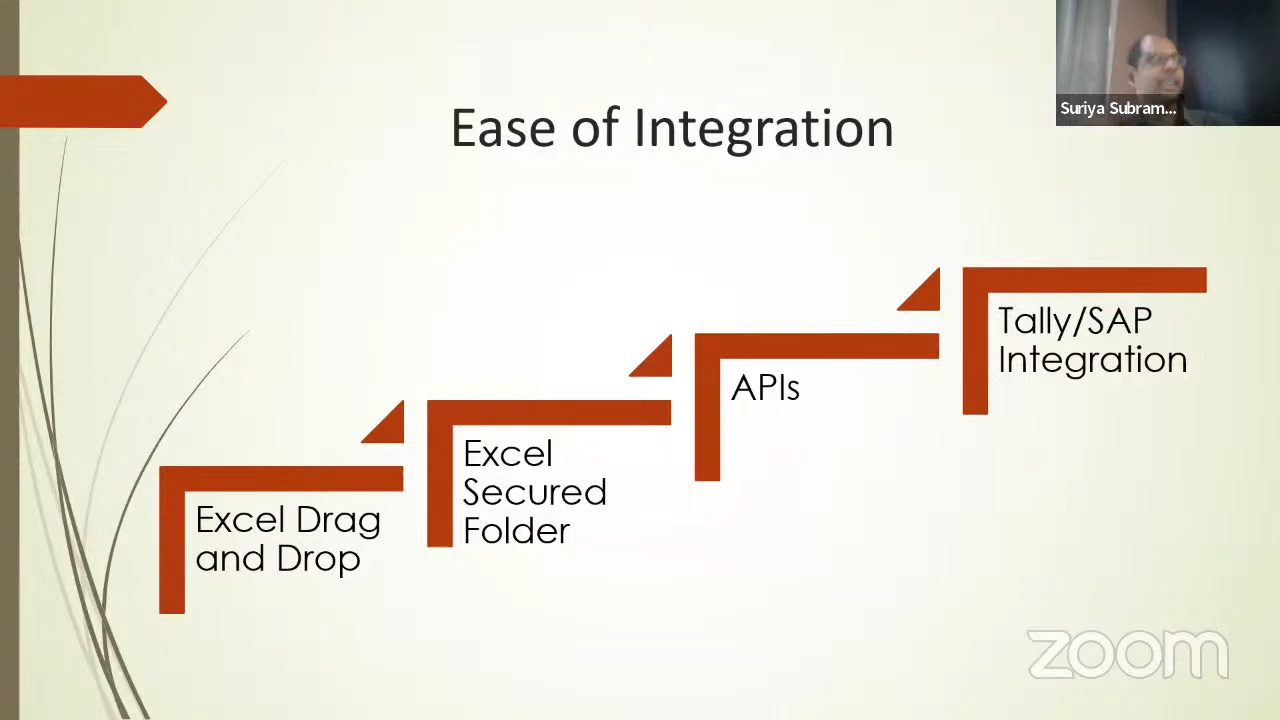 Suriya Subram...
Ease of Integration
Excel Drag
and Drop
Excel
Secured
Folder
APIs
Tally/SAP
Integration
zoom